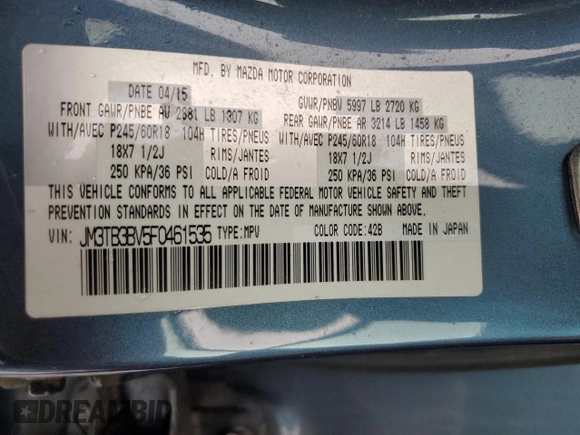 MFD. BY MAZDA MOTOR CORPORATION
DATE 04/15 GVWR/PNBV 5997 LB 2720 KG
FRONT GAWR/PNBE AV 2881 LB 1307 KG REAR GAWR/PNBE AR 3214 LB 1458 KG
WITH/AVEC P245/60R18 104H TIRES/PNEUS WITH/AVEC P245/60R18 104H TIRES/PNEUS
18X7 1/2J RIMS/JANTES 18X7 1/2J RIMS/JANTES
250 KPA/36 PSI COLD/A FROID 250 KPA/36 PSI COLD/A FROID
THIS VEHICLE CONFORMS TO ALL APPLICABLE FEDERAL MOTOR VEHICLE SAFETY AND THEFT
PREVENTION STANDARDS IN EFFECT ON THE DATE OF MANUFACTURE SHOWN ABOVE.
VIN: JM3TB3BV5F0461535 TYPE:MPV COLOR CODE:42B MADE IN JAPAN
DREAMBID